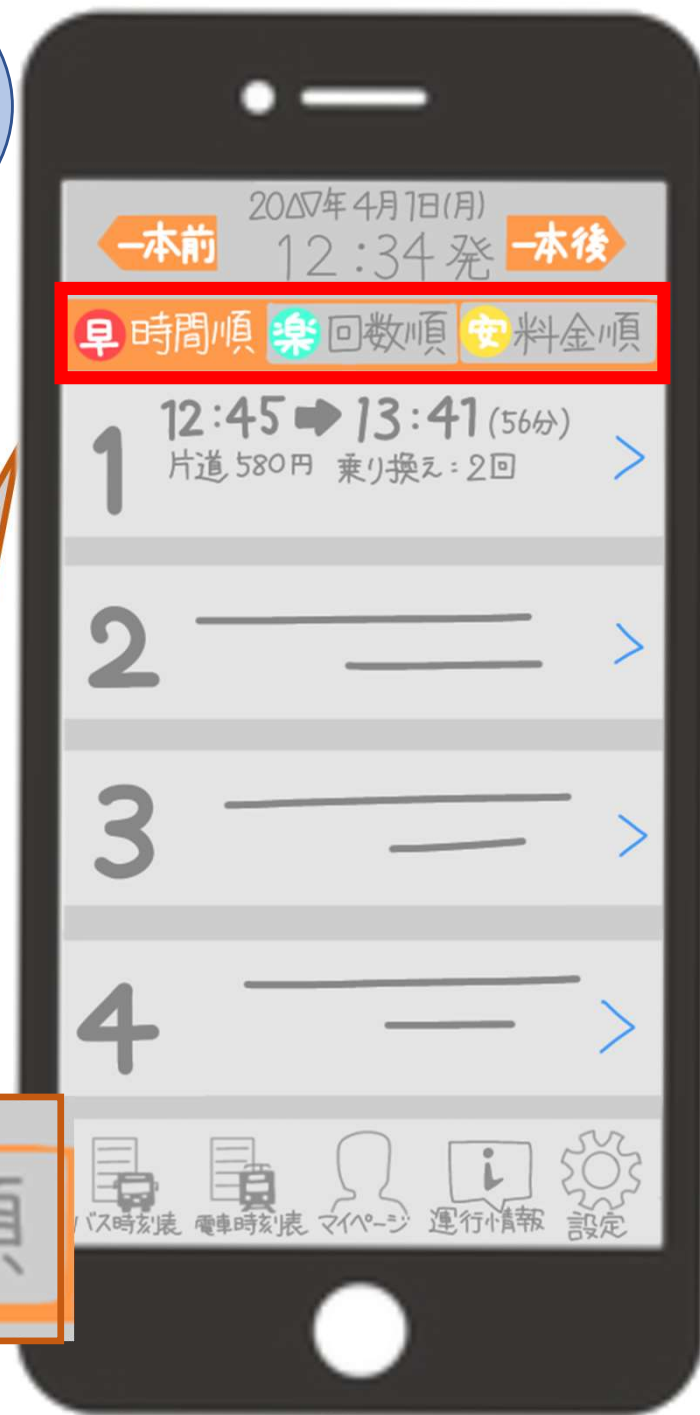 20△▽年4月1日(月)
一本前 12:34発 一本後
早 時間順 楽 回数順 安 料金順
1 12:45 ➡ 13:41 (56分)
片道 580円 乗り換え:2回
2
3
4
バス時刻表 電車時刻表 マイページ 運行情報 設定